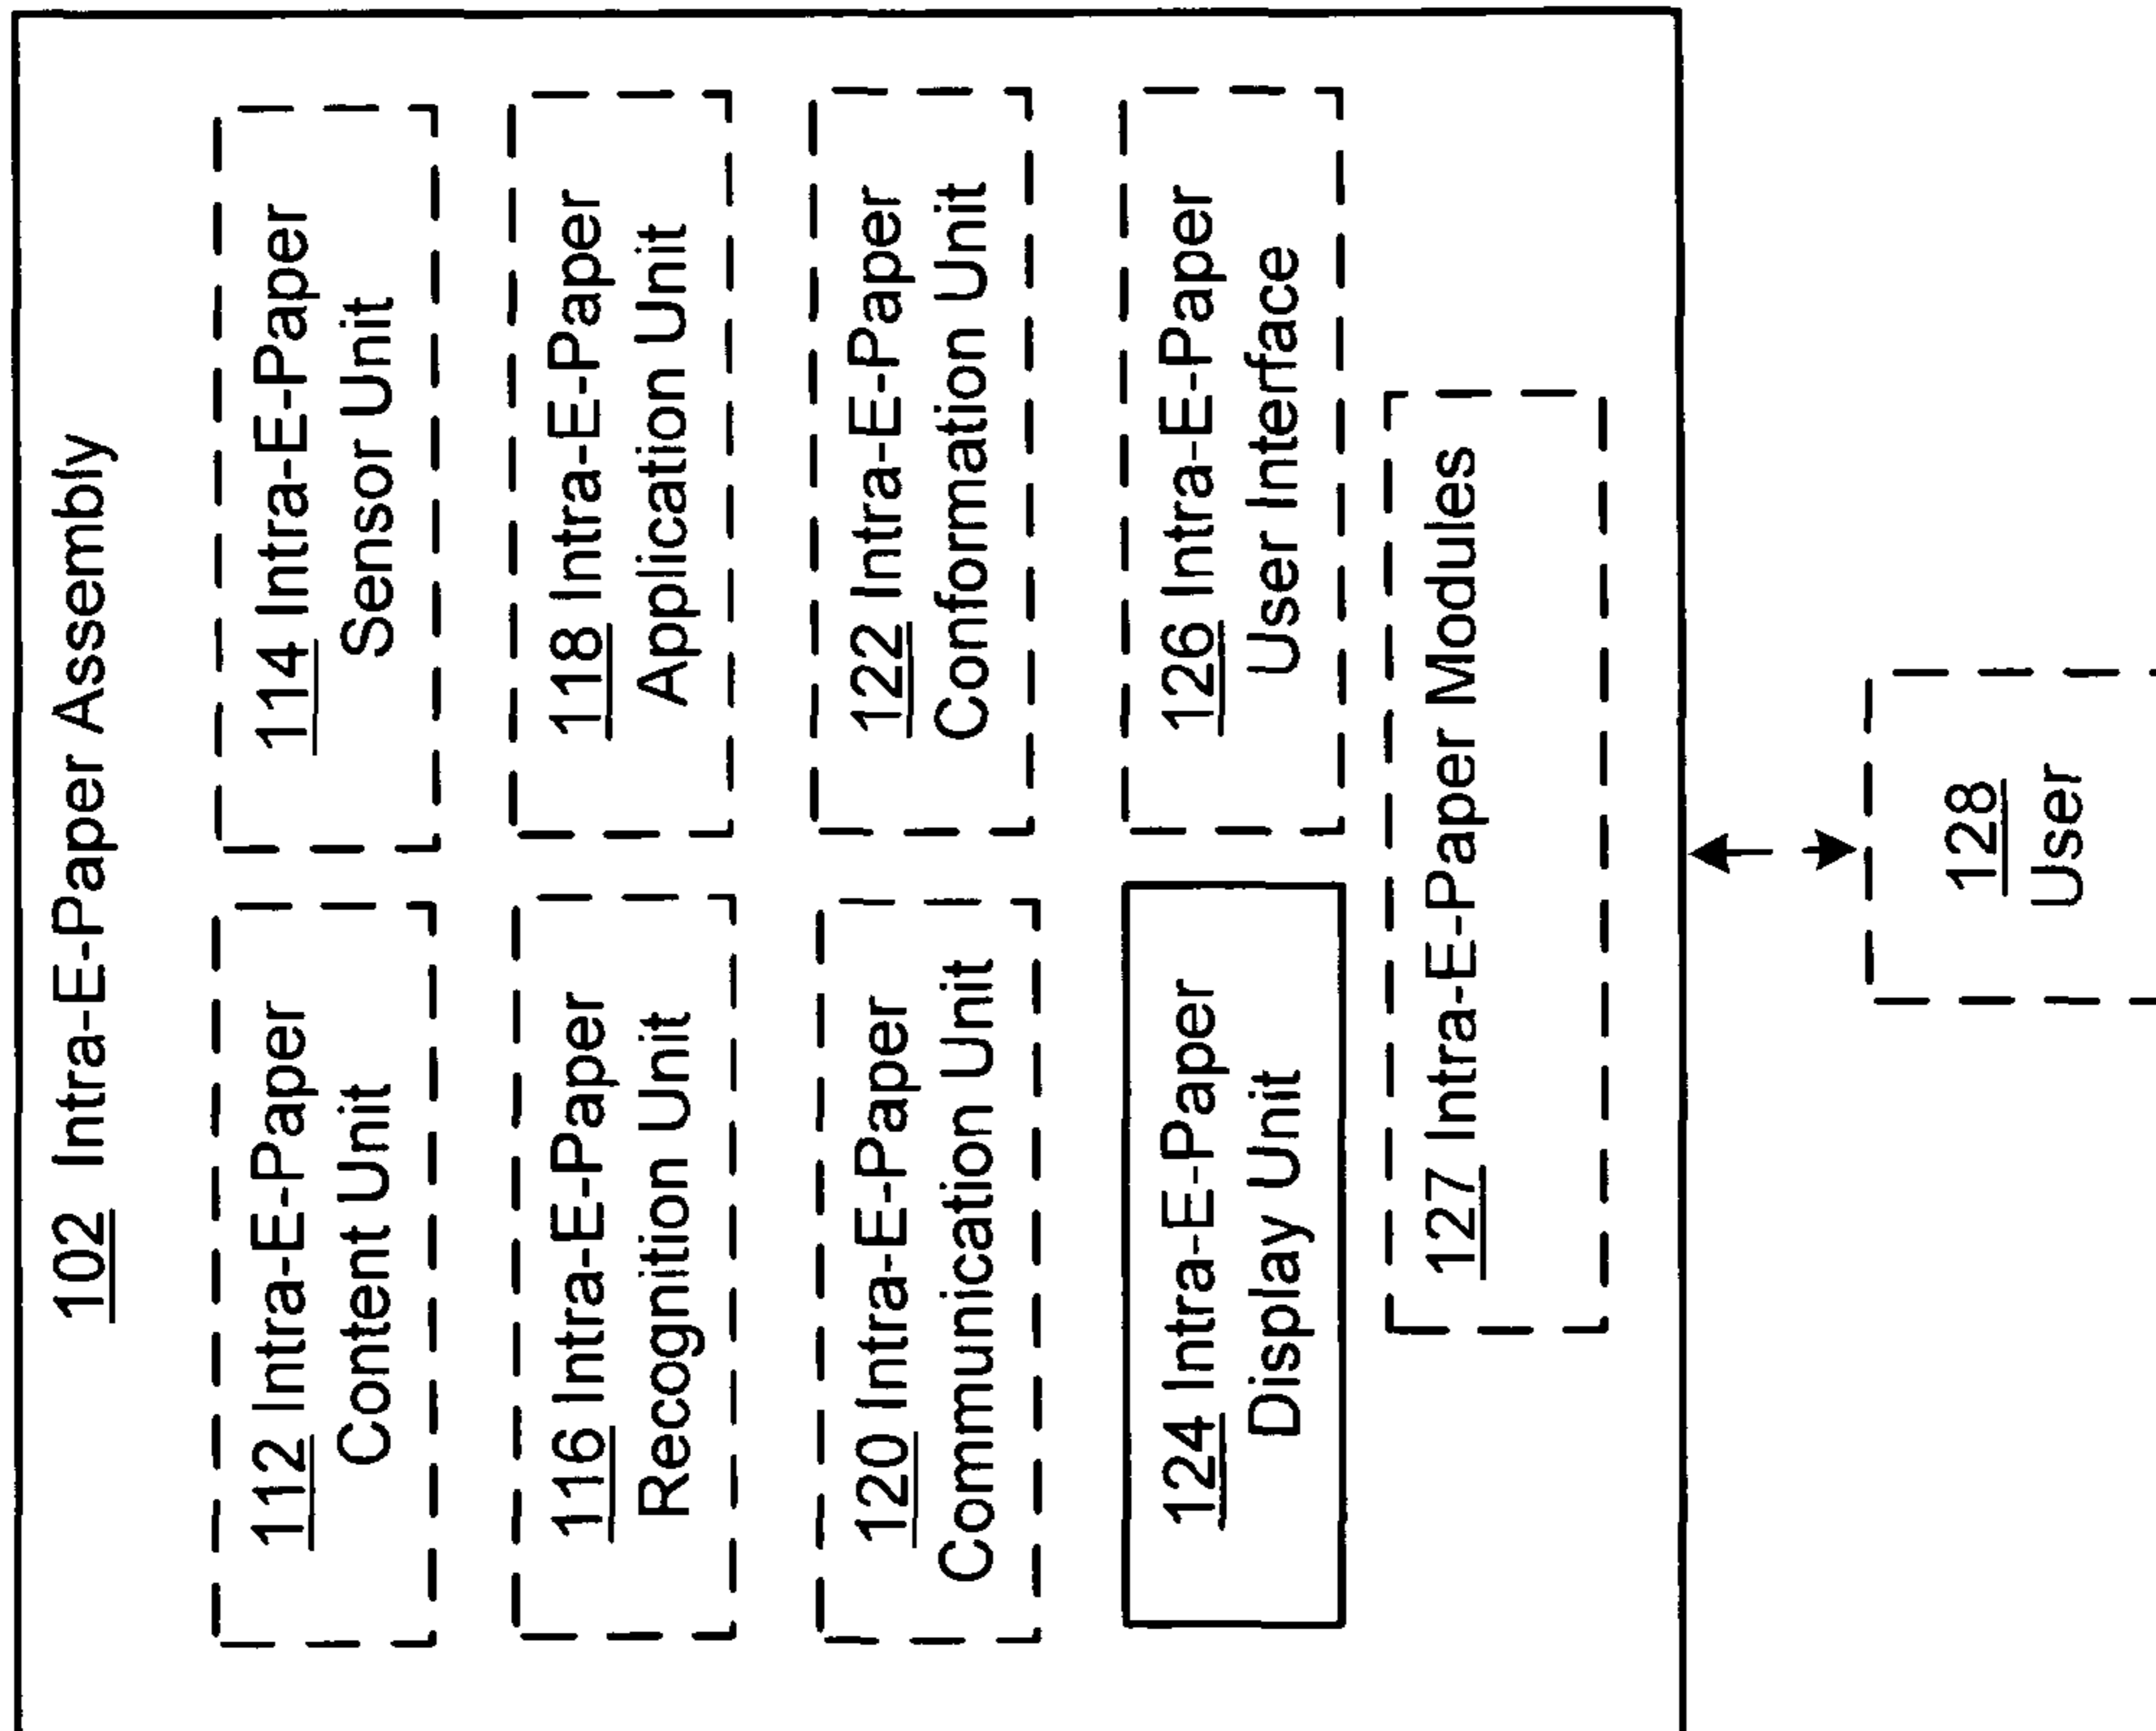 102 Intra-E-Paper Assembly
112 Intra-E-Paper
Content Unit
114 Intra-E-Paper
Sensor Unit
116 Intra-E-Paper
Recognition Unit
118 Intra-E-Paper
Application Unit
120 Intra-E-Paper
Communication Unit
122 Intra-E-Paper
Conformation Unit
124 Intra-E-Paper
Display Unit
126 Intra-E-Paper
User Interface
127 Intra-E-Paper Modules
128
User